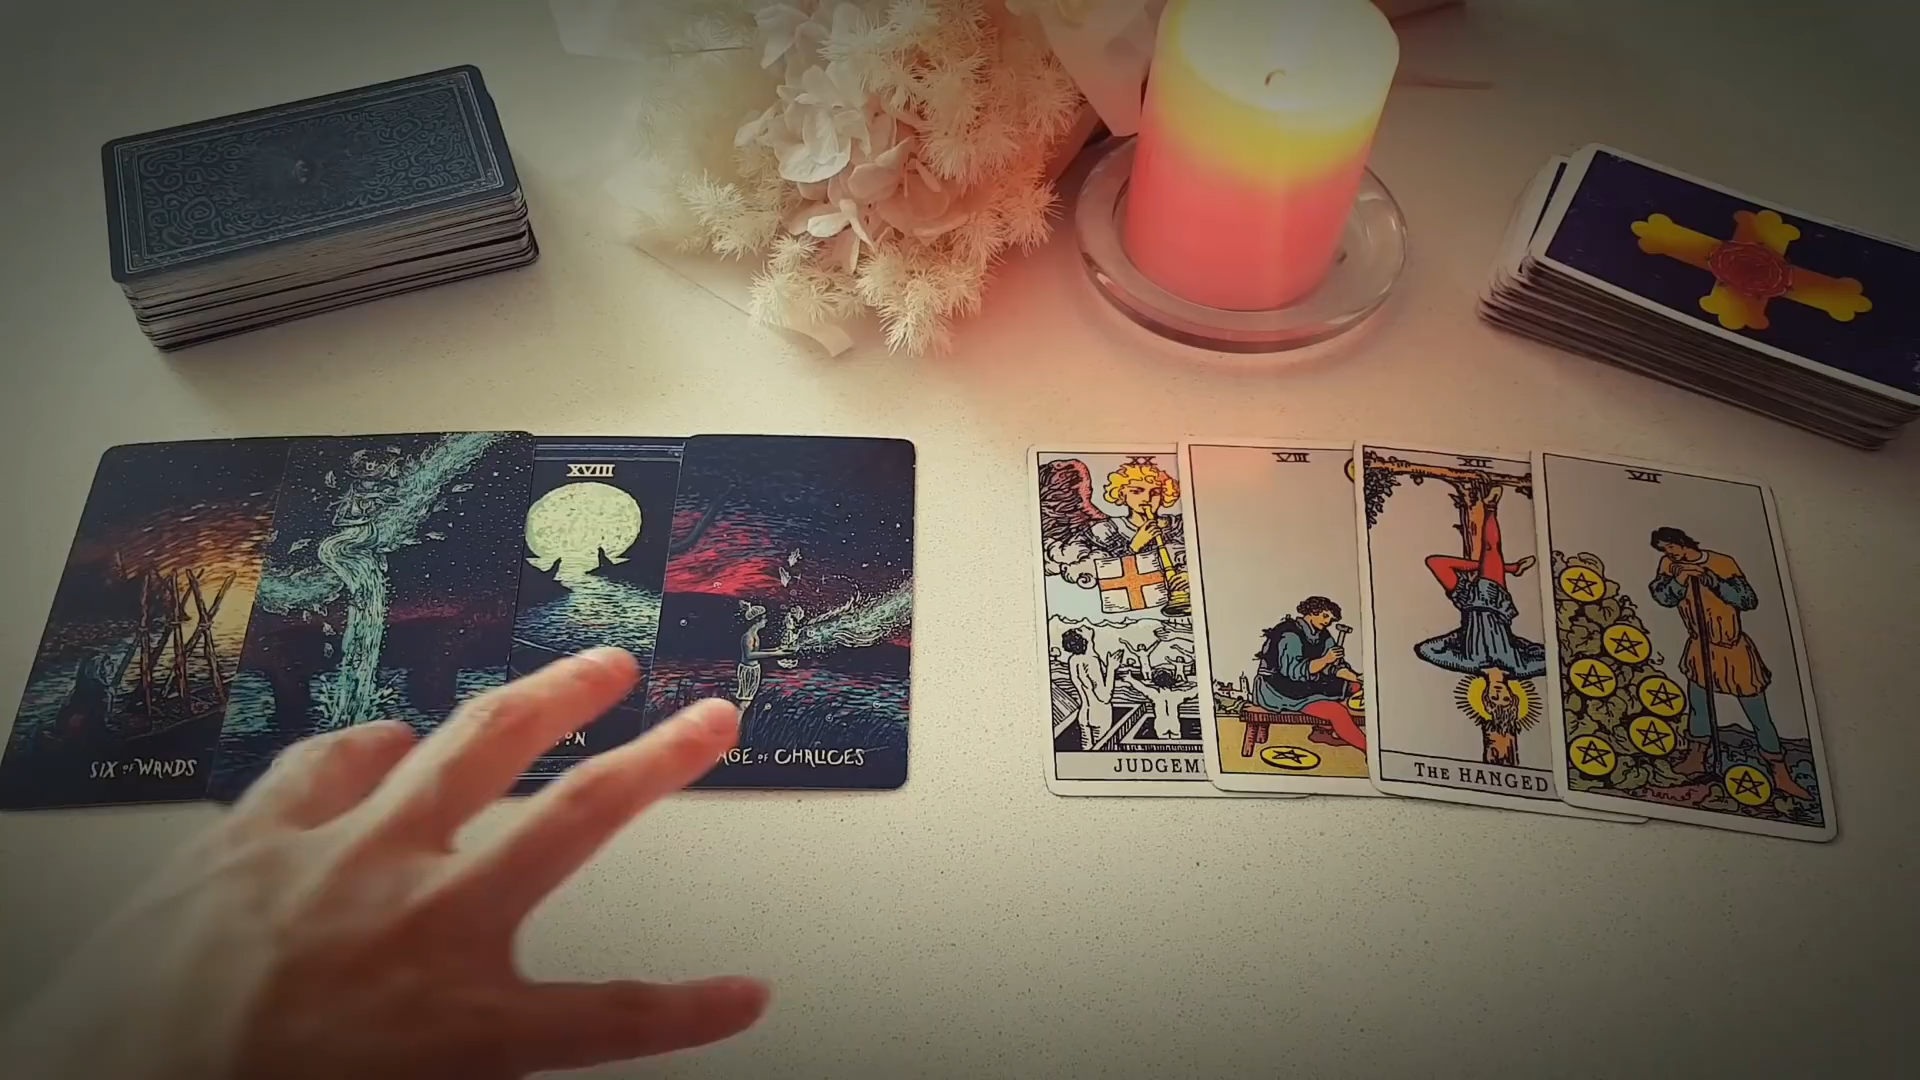 XVIII
SIX OF WANDS
AGE OF CHALICES
XX
VIII
XII
VII
JUDGEM
THE HANGED